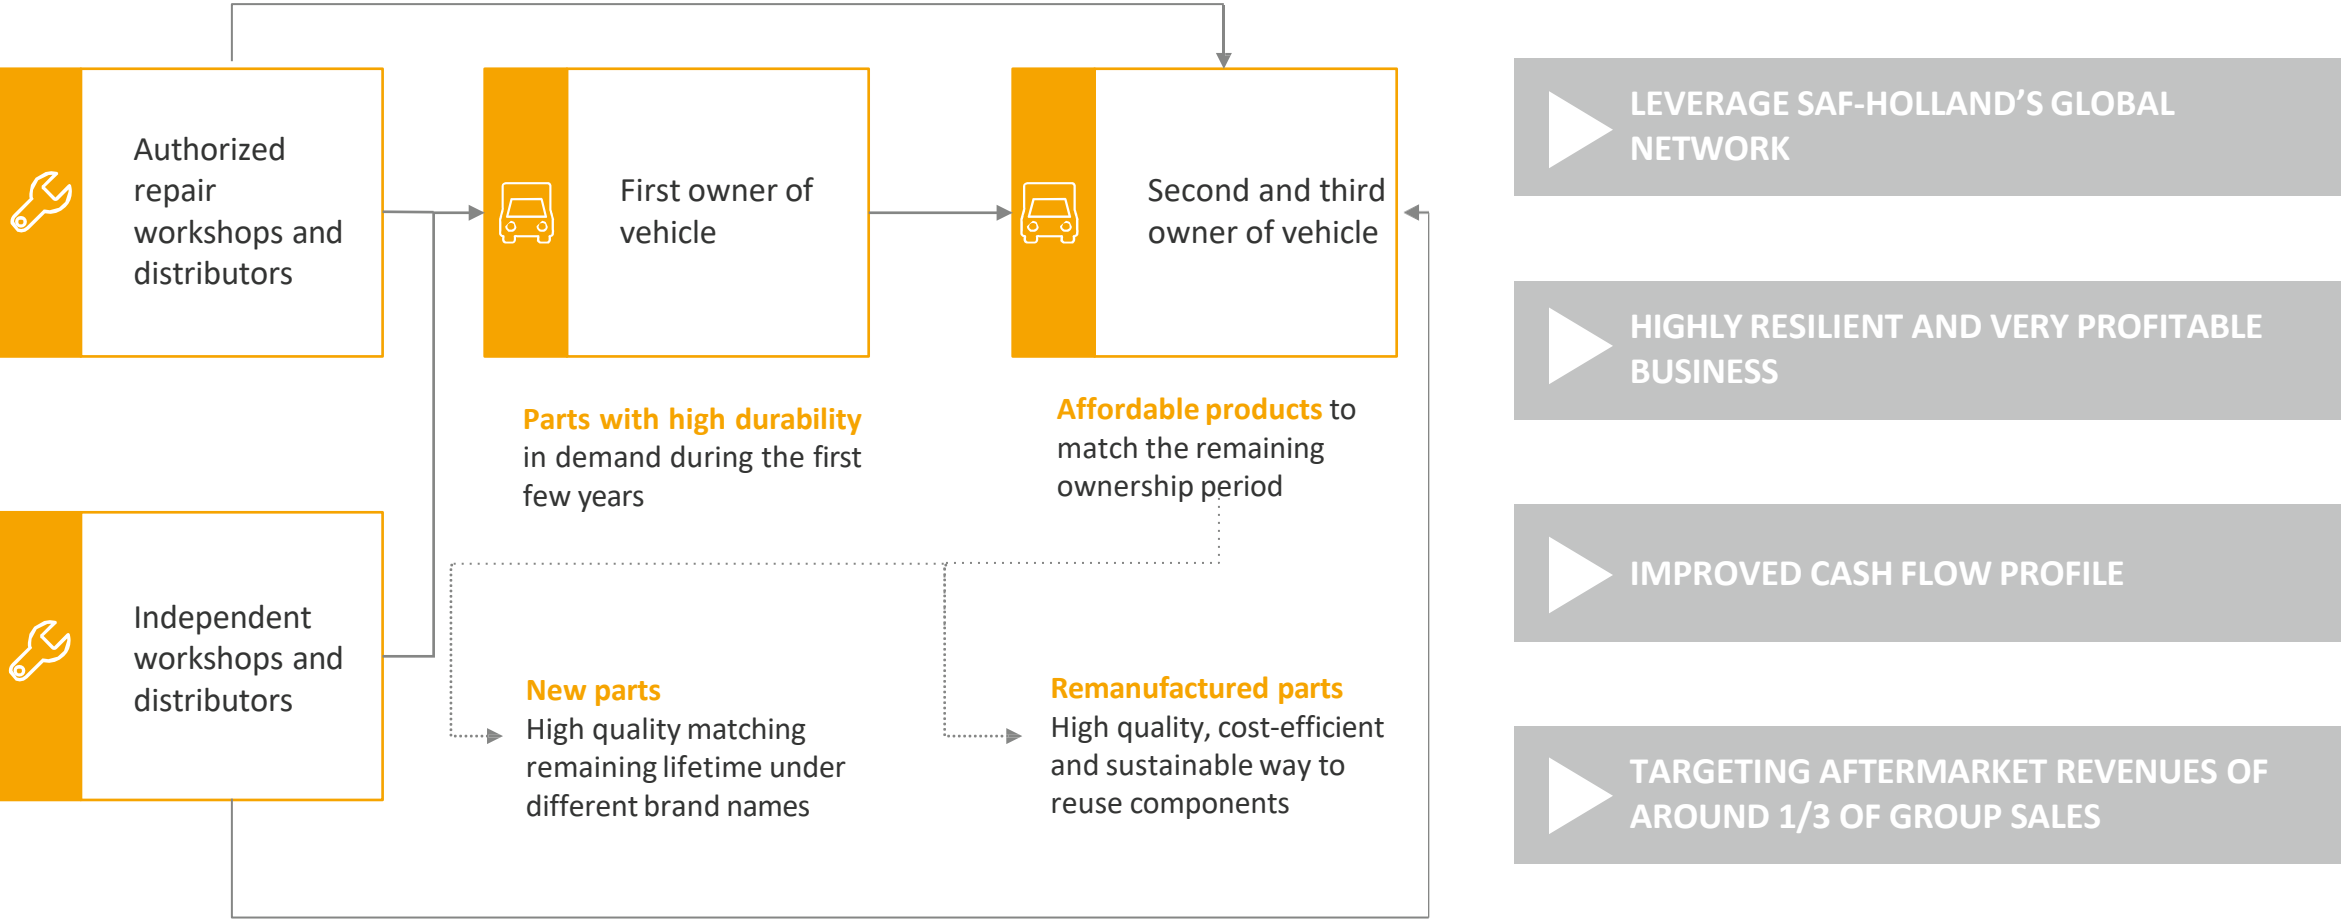 Authorized
repair
workshops and
distributors
First owner of
vehicle
Second and third
owner of vehicle
Parts with high durability
in demand during the first
few years
Affordable products to
match the remaining
ownership period
Independent
workshops and
distributors
New parts
High quality matching
remaining lifetime under
different brand names
Remanufactured parts
High quality, cost-efficient
and sustainable way to
reuse components
LEVERAGE SAF-HOLLAND’S GLOBAL
NETWORK
HIGHLY RESILIENT AND VERY PROFITABLE
BUSINESS
IMPROVED CASH FLOW PROFILE
TARGETING AFTERMARKET REVENUES OF
AROUND 1/3 OF GROUP SALES